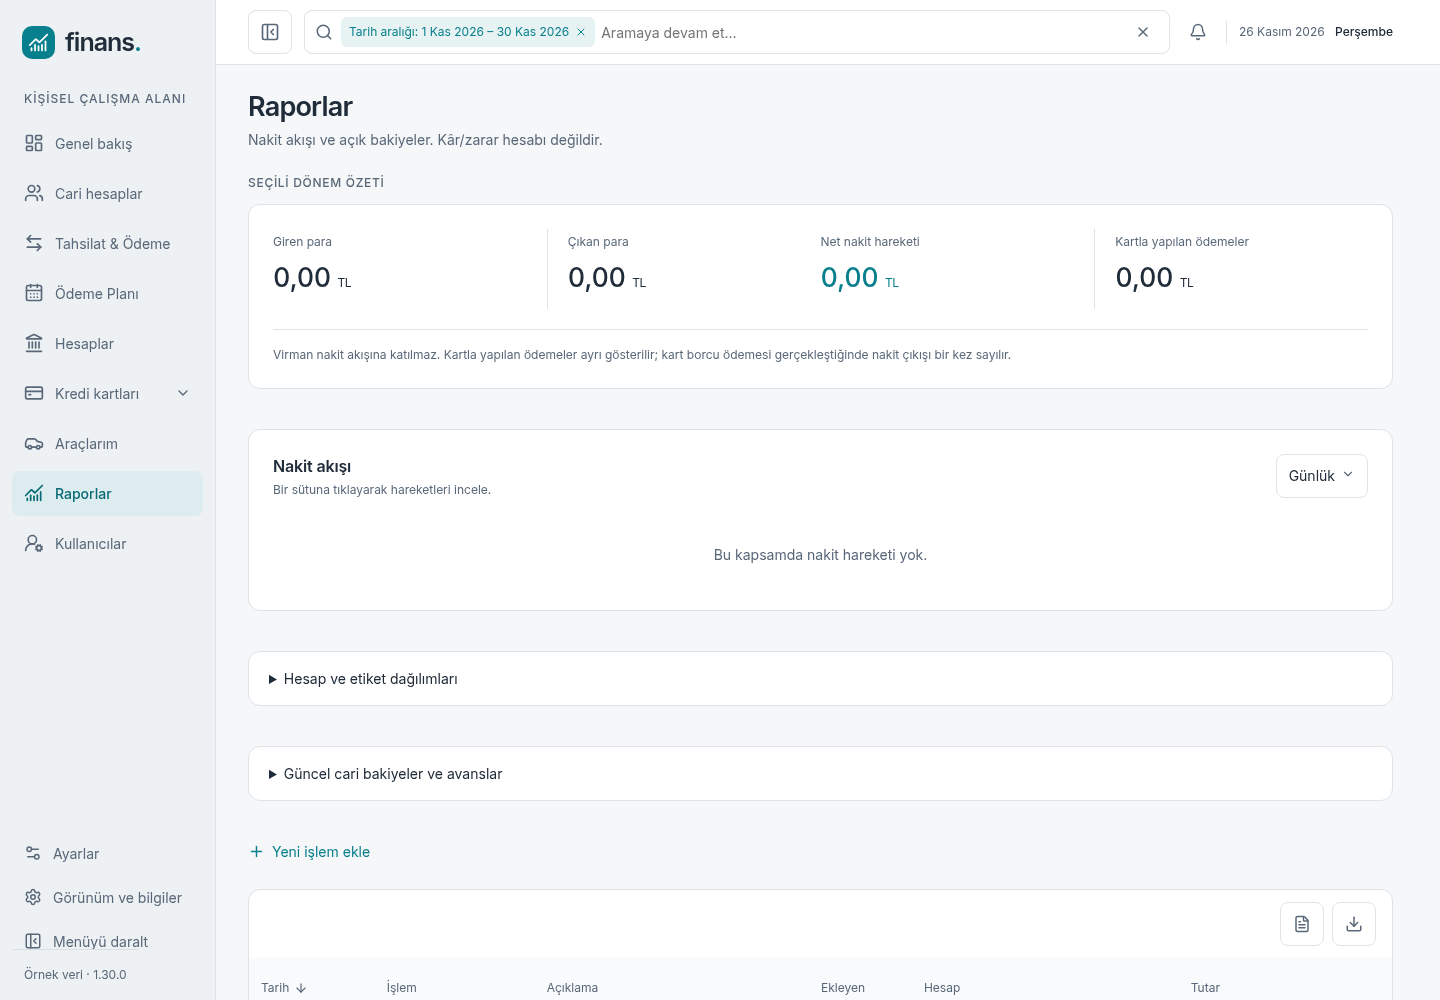 finans.
KİŞİSEL ÇALIŞMA ALANI
Genel bakış
Cari hesaplar
Tahsilat & Ödeme
Ödeme Planı
Hesaplar
Kredi kartları
Araçlarım
Raporlar
Kullanıcılar
Ayarlar
Görünüm ve bilgiler
Menüyü daralt
Örnek veri · 1.30.0
Tarih aralığı: 1 Kas 2026 – 30 Kas 2026 Aramaya devam et...
26 Kasım 2026 Perşembe
Raporlar
Nakit akışı ve açık bakiyeler. Kâr/zarar hesabı değildir.
SEÇİLİ DÖNEM ÖZETİ
Giren para
0,00 TL
Çıkan para
0,00 TL
Net nakit hareketi
0,00 TL
Kartla yapılan ödemeler
0,00 TL
Virman nakit akışına katılmaz. Kartla yapılan ödemeler ayrı gösterilir; kart borcu ödemesi gerçekleştiğinde nakit çıkışı bir kez sayılır.
Nakit akışı
Bir sütuna tıklayarak hareketleri incele.
Günlük
Bu kapsamda nakit hareketi yok.
Hesap ve etiket dağılımları
Güncel cari bakiyeler ve avanslar
Yeni işlem ekle
Tarih İşlem Açıklama Ekleyen Hesap Tutar